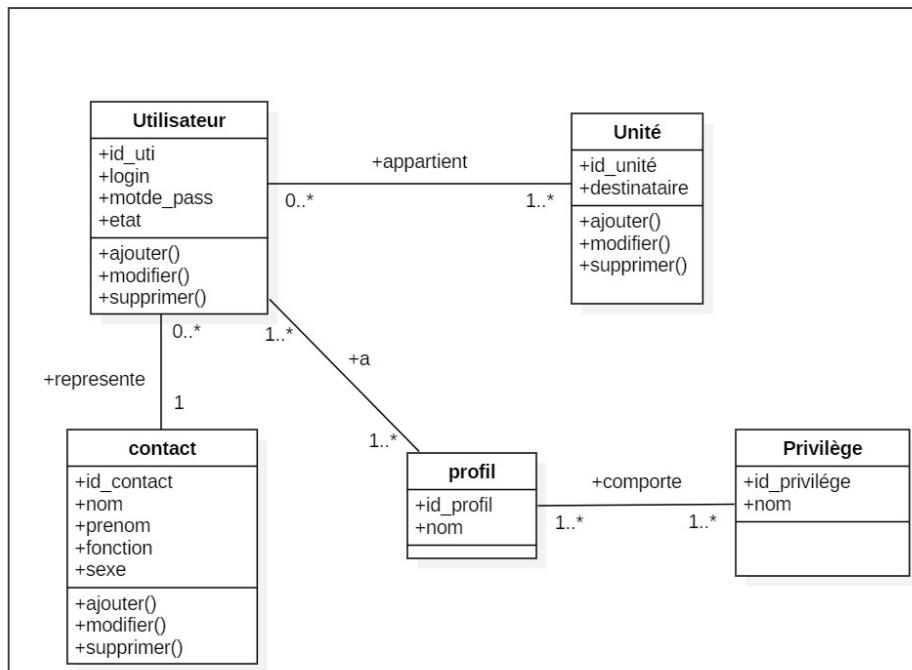 Utilisateur
+id_uti
+login
+motde_pass
+etat
+ajouter()
+modifier()
+supprimer()
+appartient
0..*
1..*
Unité
+id_unité
+destinataire
+ajouter()
+modifier()
+supprimer()
0..*
1..*
+represente
1
+a
1..*
contact
+id_contact
+nom
+prenom
+fonction
+sexe
+ajouter()
+modifier()
+supprimer()
profil
+id_profil
+nom
+comporte
1..*
1..*
Privilège
+id_privilége
+nom